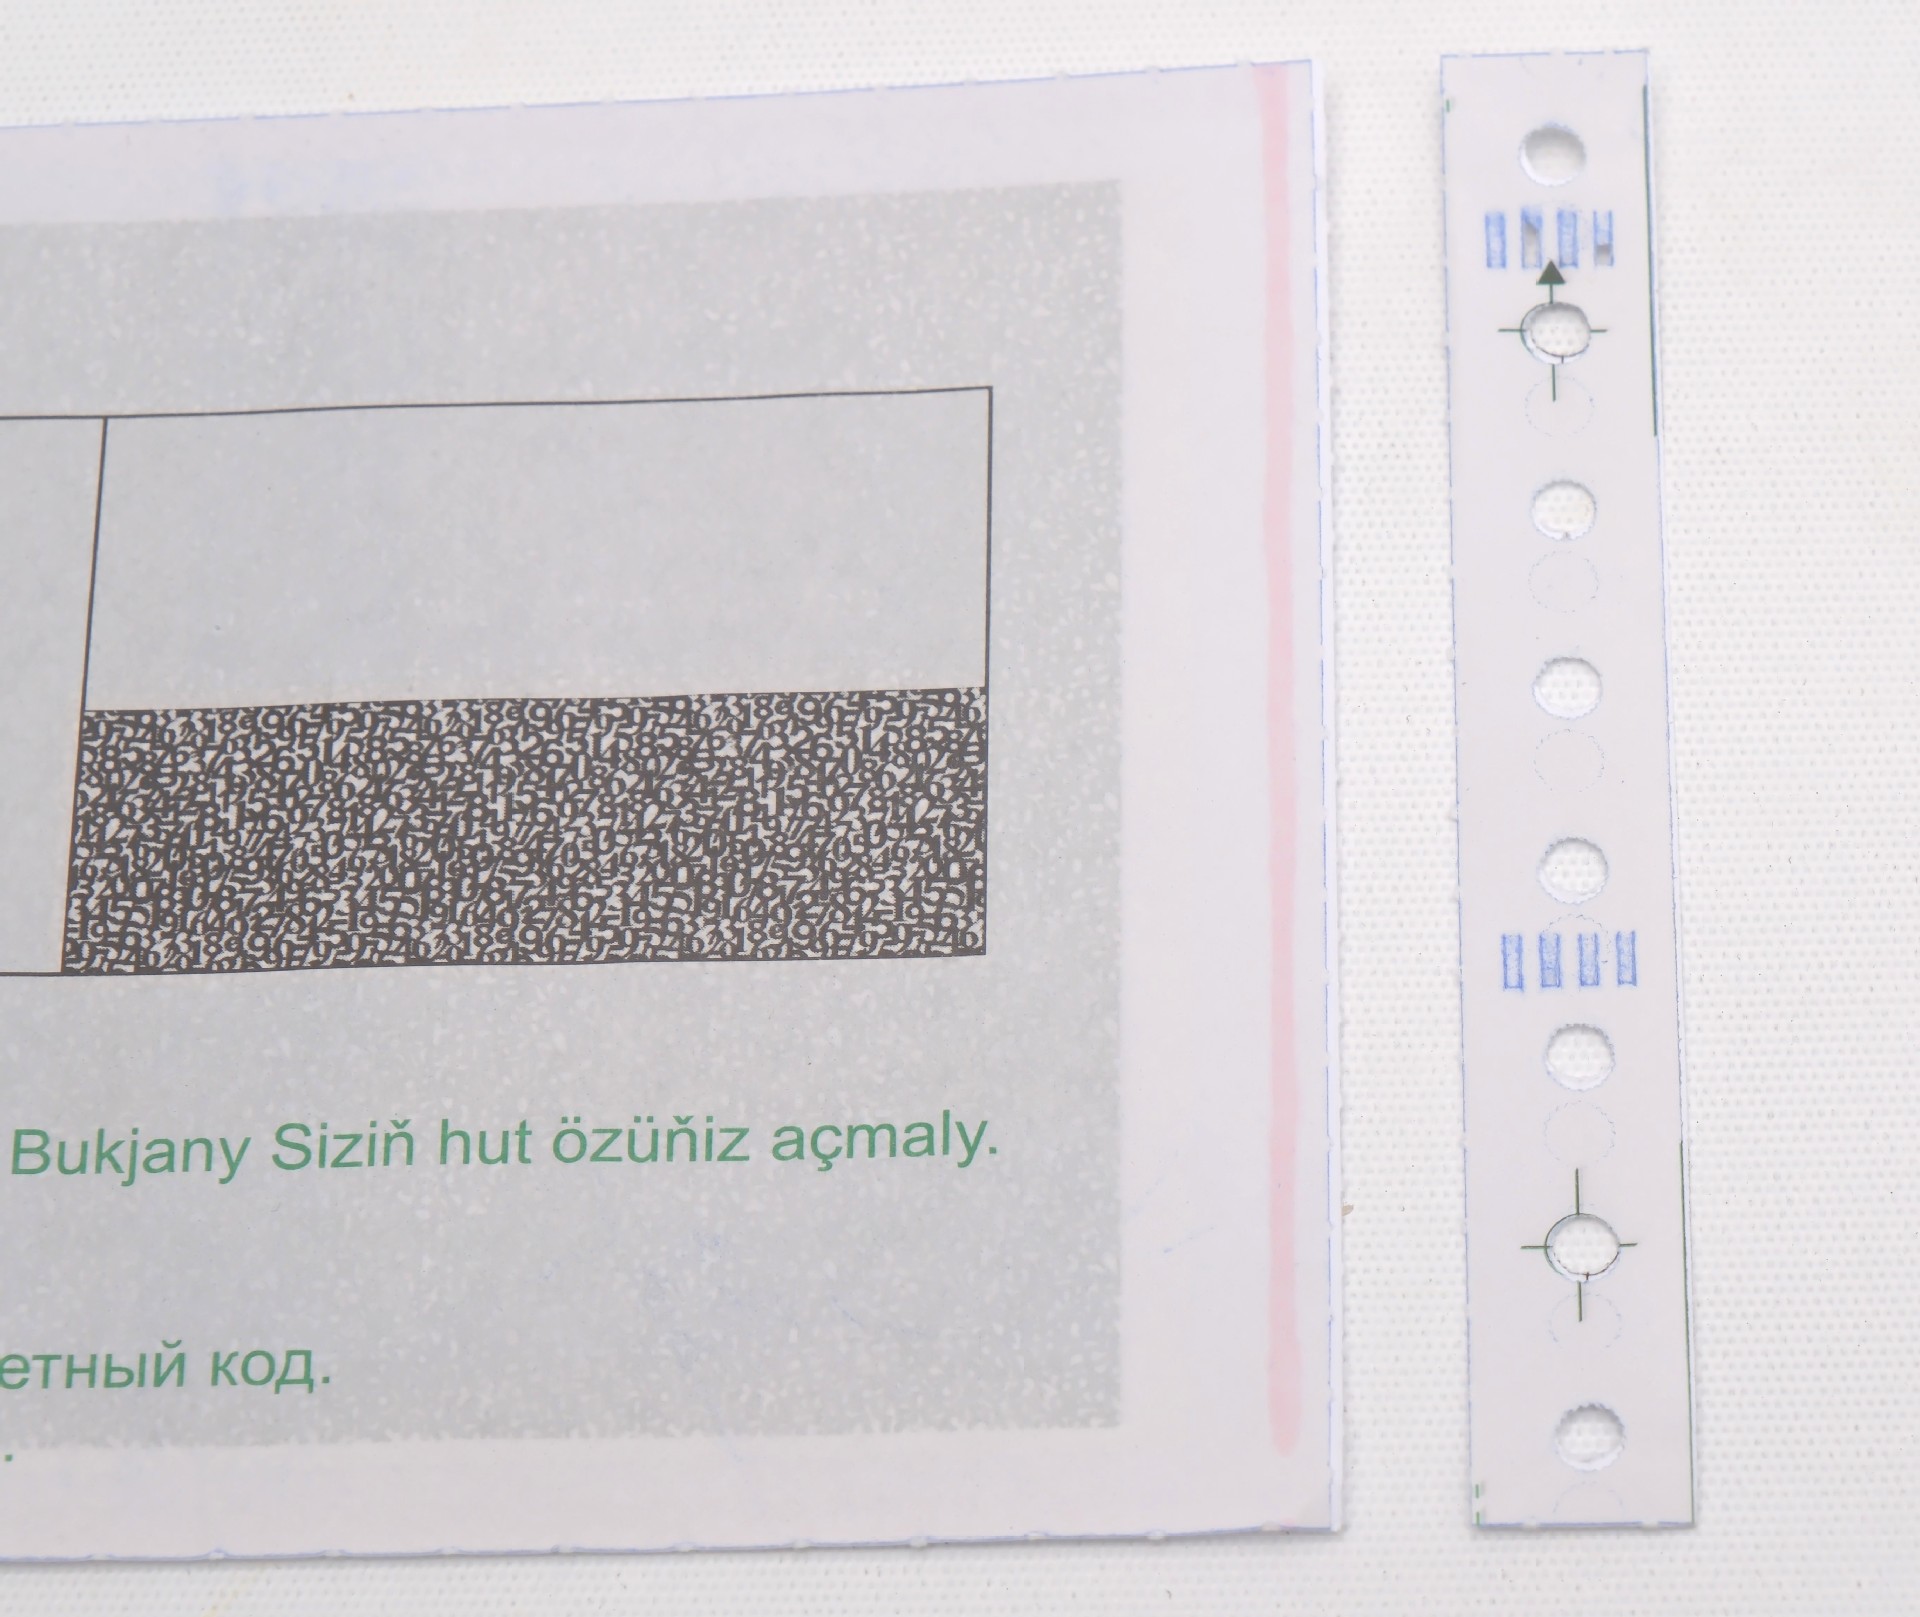 Bukjany Siziň hut özüňiz açmaly.
етный код.
.